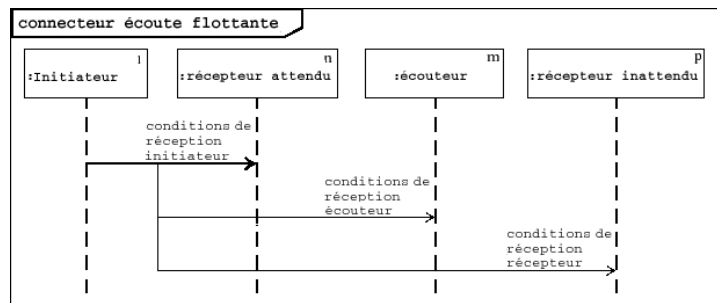 connecteur écoute flottante
1
:Initiateur
n
:récepteur attendu
m
:écouteur
p
:récepteur inattendu
conditions de
réception
initiateur
conditions de
réception
écouteur
conditions de
réception
récepteur